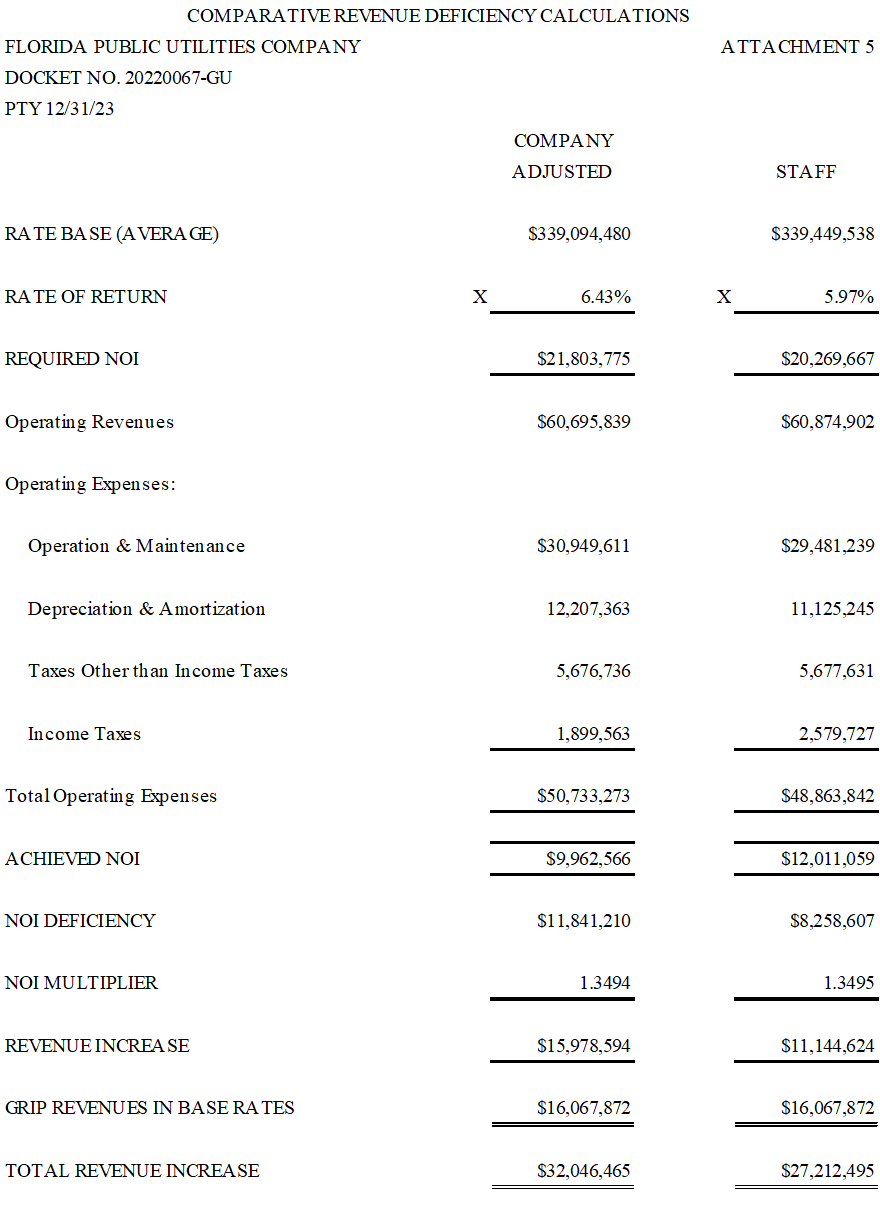 COMPARATIVE REVENUE DEFICIENCY CALCULATIONS
FLORIDA PUBLIC UTILITIES COMPANY ATTACHMENT 5
DOCKET NO. 20220067-GU
PTY 12/31/23
COMPANY
ADJUSTED STAFF
RATE BASE (AVERAGE) $339,094,480 $339,449,538
RATE OF RETURN X 6.43% X 5.97%
REQUIRED NOI $21,803,775 $20,269,667
Operating Revenues $60,695,839 $60,874,902
Operating Expenses:
Operation & Maintenance $30,949,611 $29,481,239
Depreciation & Amortization 12,207,363 11,125,245
Taxes Other than Income Taxes 5,676,736 5,677,631
Income Taxes 1,899,563 2,579,727
Total Operating Expenses $50,733,273 $48,863,842
ACHIEVED NOI $9,962,566 $12,011,059
NOI DEFICIENCY $11,841,210 $8,258,607
NOI MULTIPLIER 1.3494 1.3495
REVENUE INCREASE $15,978,594 $11,144,624
GRIP REVENUES IN BASE RATES $16,067,872 $16,067,872
TOTAL REVENUE INCREASE $32,046,465 $27,212,495